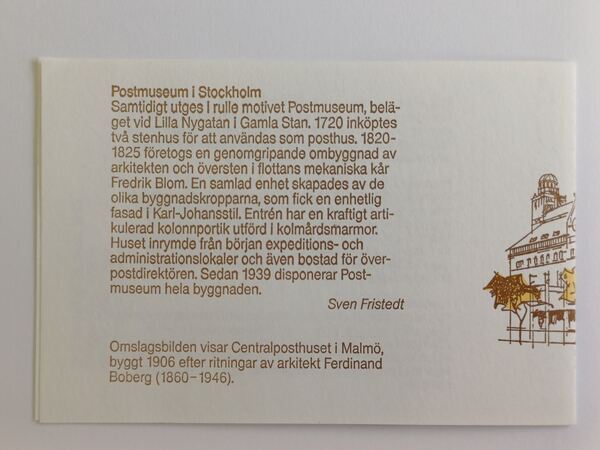 Postmuseum i Stockholm
Samtidigt utges i rulle motivet Postmuseum, belä-
get vid Lilla Nygatan i Gamla Stan. 1720 inköptes
två stenhus för att användas som posthus. 1820-
1825 företogs en genomgripande ombyggnad av
arkitekten och översten i flottans mekaniska kår
Fredrik Blom. En samlad enhet skapades av de
olika byggnadskropparna, som fick en enhetlig
fasad i Karl-Johansstil. Entrén har en kraftigt arti-
kulerad kolonnportik utförd i kolmårdsmarmor.
Huset inrymde från början expeditions- och
administrationslokaler och även bostad för över-
postdirektören. Sedan 1939 disponerar Post-
museum hela byggnaden.
Sven Fristedt
Omslagsbilden visar Centralposthuset i Malmö,
byggt 1906 efter ritningar av arkitekt Ferdinand
Boberg (1860–1946).